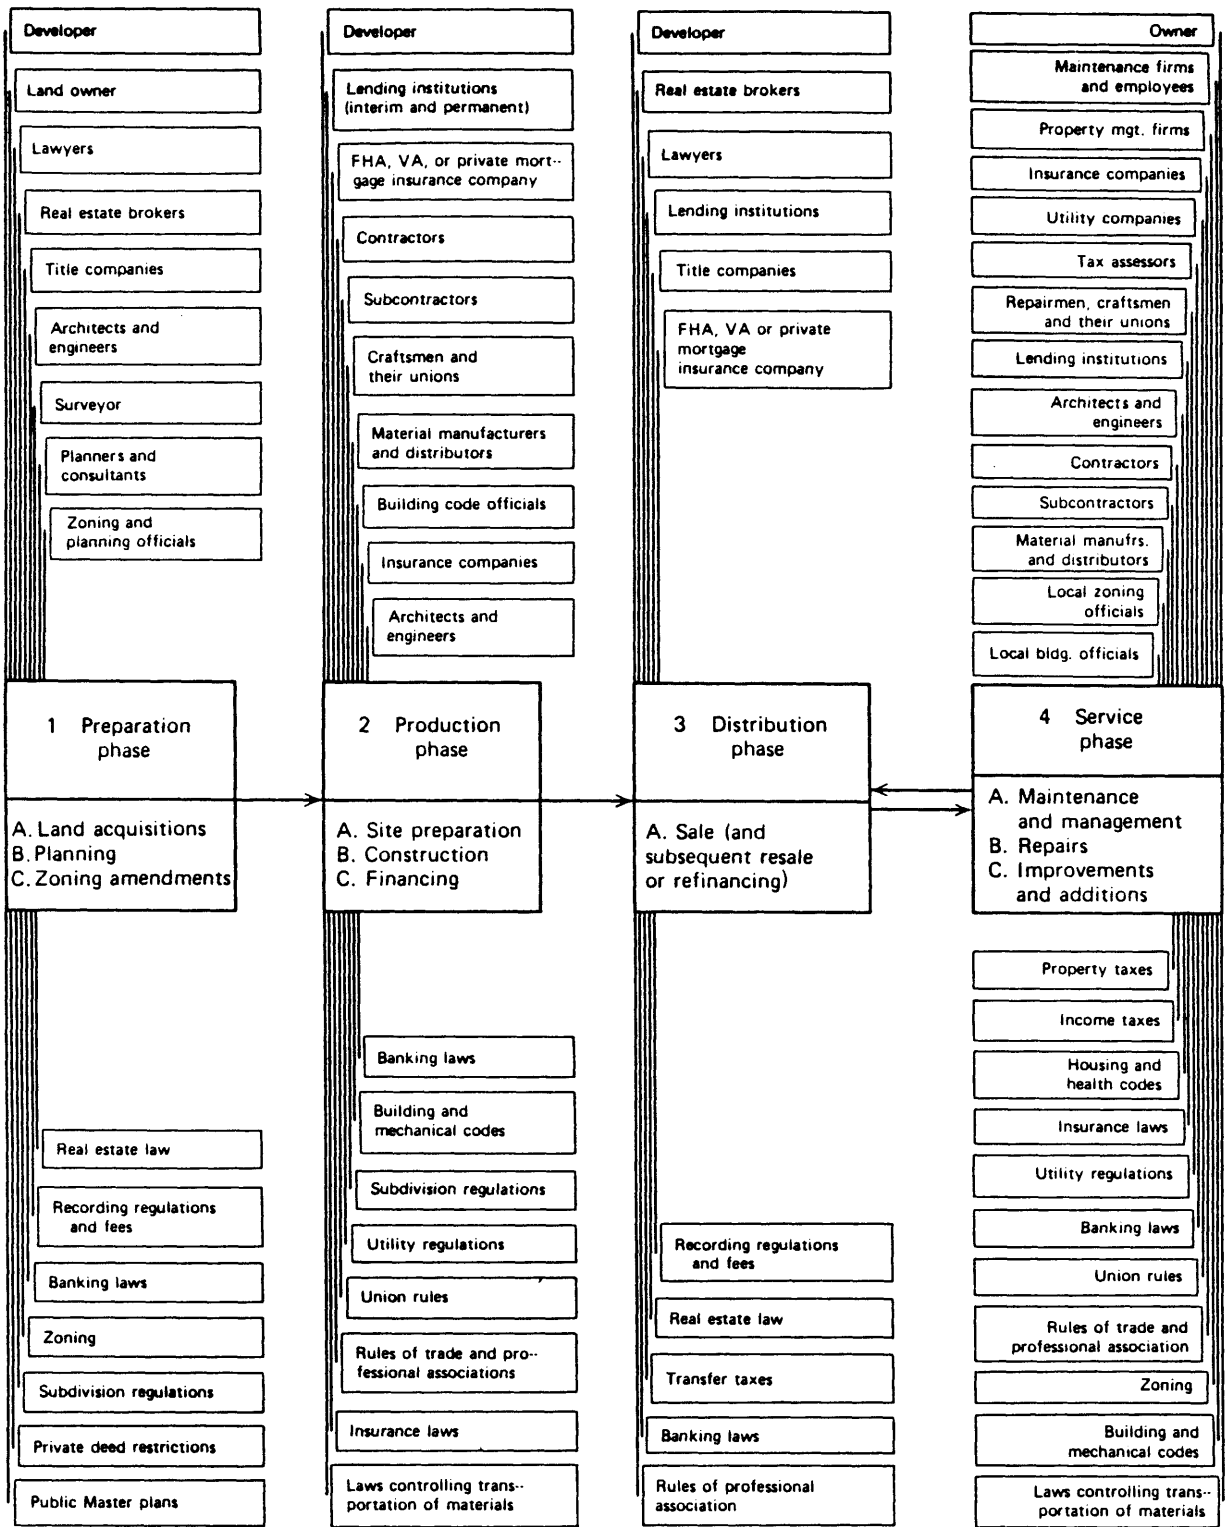 Developer
Land owner
Lawyers
Real estate brokers
Title companies
Architects and
engineers
Surveyor
Planners and
consultants
Zoning and
planning officials
1 Preparation
phase
A. Land acquisitions
B. Planning
C. Zoning amendments
Real estate law
Recording regulations
and fees
Banking laws
Zoning
Subdivision regulations
Private deed restrictions
Public Master plans
Developer
Lending institutions
(interim and permanent)
FHA, VA, or private mort--
gage insurance company
Contractors
Subcontractors
Craftsmen and
their unions
Material manufacturers
and distributors
Building code officials
Insurance companies
Architects and
engineers
2 Production
phase
A. Site preparation
B. Construction
C. Financing
Banking laws
Building and
mechanical codes
Subdivision regulations
Utility regulations
Union rules
Rules of trade and pro--
fessional associations
Insurance laws
Laws controlling trans--
portation of materials
Developer
Real estate brokers
Lawyers
Lending institutions
Title companies
FHA, VA or private
mortgage
insurance company
3 Distribution
phase
A. Sale (and
subsequent resale
or refinancing)
Recording regulations
and fees
Real estate law
Transfer taxes
Banking laws
Rules of professional
association
Owner
Maintenance firms
and employees
Property mgt. firms
Insurance companies
Utility companies
Tax assessors
Repairmen, craftsmen
and their unions
Lending institutions
Architects and
engineers
Contractors
Subcontractors
Material manufrs.
and distributors
Local zoning
officials
Local bldg. officials
4 Service
phase
A. Maintenance
and management
B. Repairs
C. Improvements
and additions
Property taxes
Income taxes
Housing and
health codes
Insurance laws
Utility regulations
Banking laws
Union rules
Rules of trade and
professional association
Zoning
Building and
mechanical codes
Laws controlling trans--
portation of materials